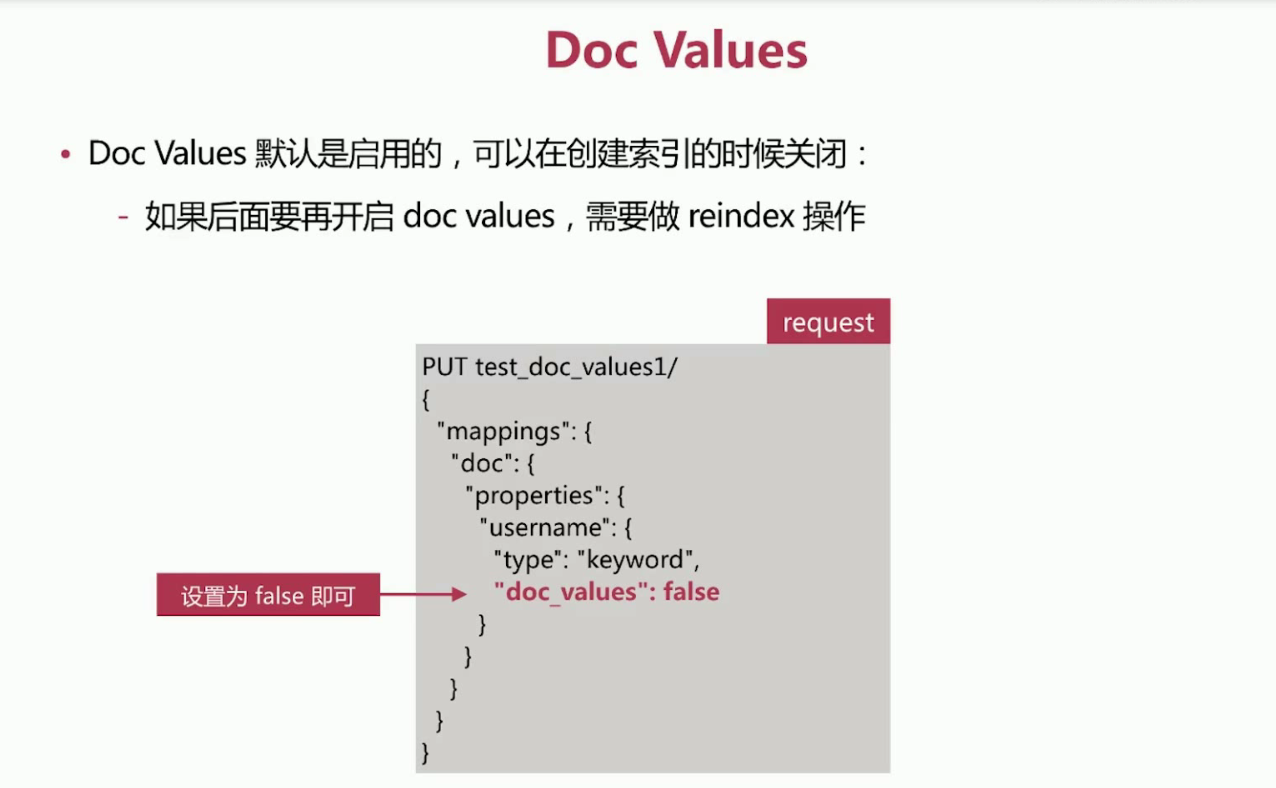 Doc Values
• Doc Values 默认是启用的，可以在创建索引的时候关闭：
- 如果后面要再开启 doc values，需要做 reindex 操作
request
PUT test_doc_values1/
{
"mappings": {
"doc": {
"properties": {
"username": {
"type": "keyword",
设置为 false 即可
"doc_values": false
}
}
}
}
}